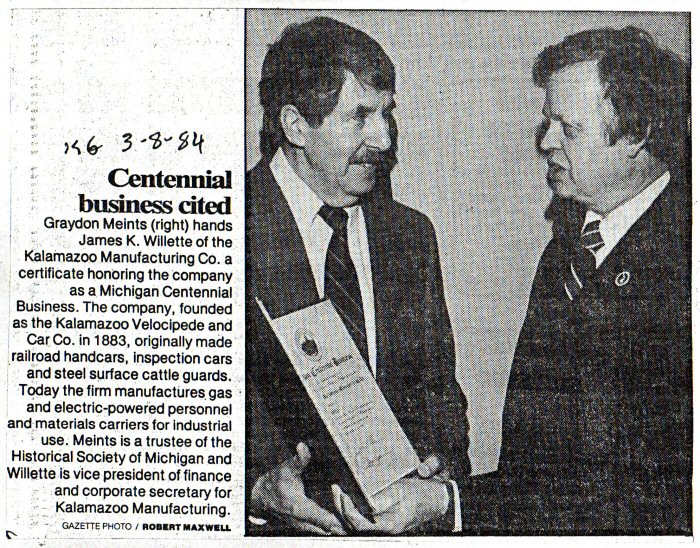 KG 3-8-84
Centennial
business cited
Graydon Meints (right) hands
James K. Willette of the
Kalamazoo Manufacturing Co. a
certificate honoring the company
as a Michigan Centennial
Business. The company, founded
as the Kalamazoo Velocipede and
Car Co. in 1883, originally made
railroad handcars, inspection cars
and steel surface cattle guards.
Today the firm manufactures gas
and electric-powered personnel
and materials carriers for industrial
use. Meints is a trustee of the
Historical Society of Michigan and
Willette is vice president of finance
and corporate secretary for
Kalamazoo Manufacturing.
GAZETTE PHOTO / ROBERT MAXWELL